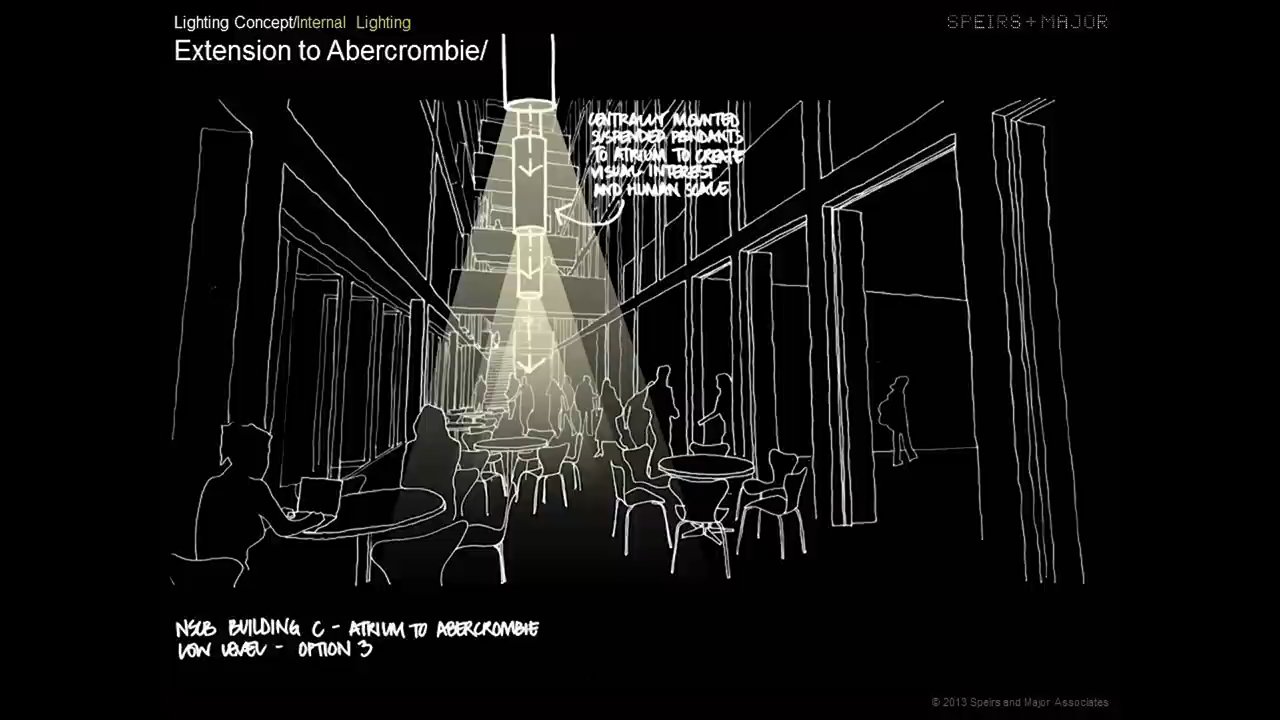 Lighting Concept/Internal Lighting
SPEIRS+MAJOR
Extension to Abercrombie/
CENTRALLY MOUNTED
SUSPENDED PENDANTS
TO ATRIUM TO CREATE
VISUAL INTEREST
AND HUMAN SCALE
NSCB BUILDING C - ATRIUM TO ABERCROMBIE
LOW LEVEL - OPTION 3
© 2013 Speirs and Major Associates